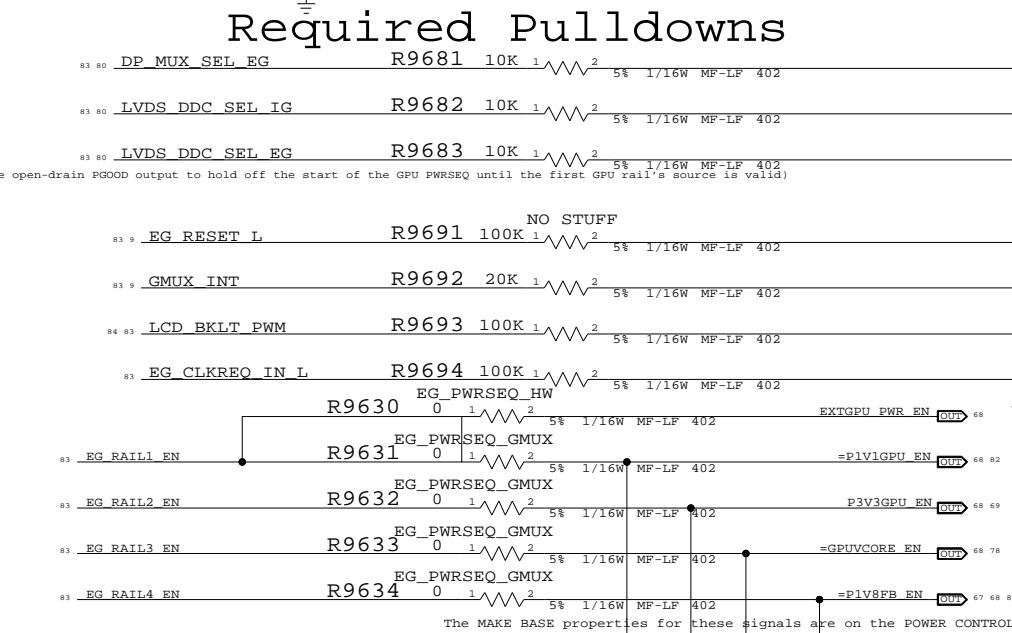 Required Pulldowns
83 80 DP_MUX_SEL_EG R9681 10K 1 2 5% 1/16W MF-LF 402
83 80 LVDS_DDC_SEL_IG R9682 10K 1 2 5% 1/16W MF-LF 402
83 80 LVDS_DDC_SEL_EG R9683 10K 1 2 5% 1/16W MF-LF 402
e open-drain PGOOD output to hold off the start of the GPU PWRSEQ until the first GPU rail's source is valid)
NO STUFF
83 9 EG_RESET_L R9691 100K 1 2 5% 1/16W MF-LF 402
83 9 GMUX_INT R9692 20K 1 2 5% 1/16W MF-LF 402
84 83 LCD_BKLT_PWM R9693 100K 1 2 5% 1/16W MF-LF 402
83 EG_CLKREQ_IN_L R9694 100K 1 2 5% 1/16W MF-LF 402
EG_PWRSEQ_HW
R9630 0 1 2 5% 1/16W MF-LF 402 EXTGPU_PWR_EN OUT 68
EG_PWRSEQ_GMUX
83 EG_RAIL1_EN R9631 0 1 2 5% 1/16W MF-LF 402 =P1V1GPU_EN OUT 68 82
EG_PWRSEQ_GMUX
83 EG_RAIL2_EN R9632 0 1 2 5% 1/16W MF-LF 402 P3V3GPU_EN OUT 68 69
EG_PWRSEQ_GMUX
83 EG_RAIL3_EN R9633 0 1 2 5% 1/16W MF-LF 402 =GPUVCORE_EN OUT 68 78
EG_PWRSEQ_GMUX
83 EG_RAIL4_EN R9634 0 1 2 5% 1/16W MF-LF 402 =P1V8FB_EN OUT 67 68 8
The MAKE_BASE properties for these signals are on the POWER CONTROL